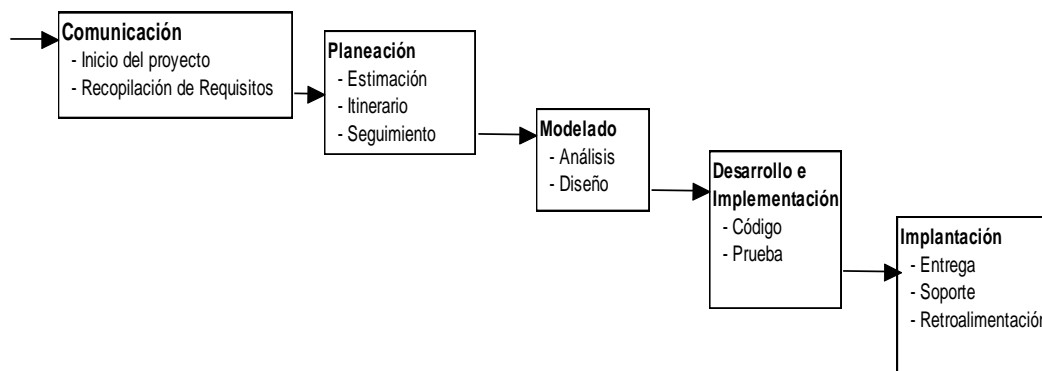 Comunicación
- Inicio del proyecto
- Recopilación de Requisitos
Planeación
- Estimación
- Itinerario
- Seguimiento
Modelado
- Análisis
- Diseño
Desarrollo e
Implementación
- Código
- Prueba
Implantación
- Entrega
- Soporte
- Retroalimentación